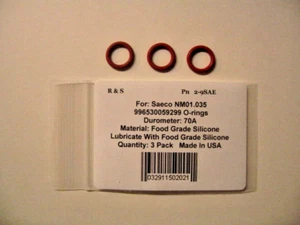 R & S Pn 2-9SAE
For: Saeco NM01.035
996530059299 O-rings
Durometer: 70A
Material: Food Grade Silicone
Lubricate With Food Grade Silicone
Quantity: 3 Pack Made In USA
032911502021